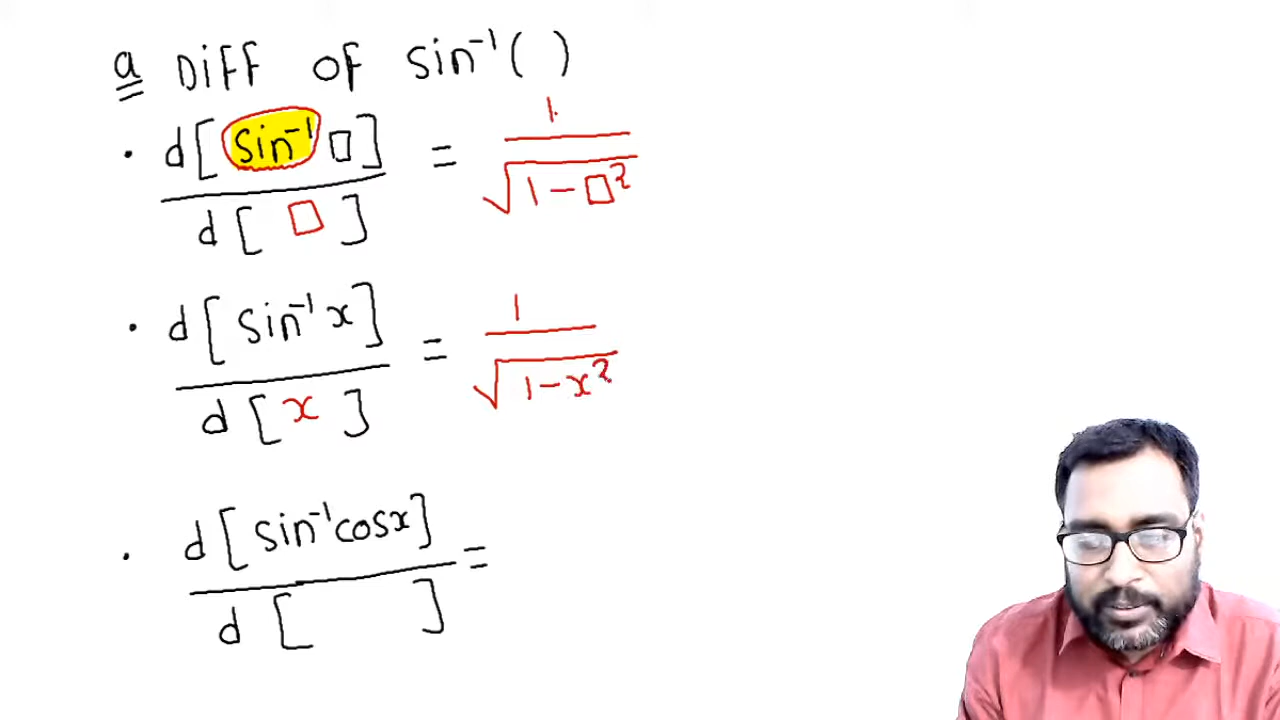 a Diff of sin⁻¹( )
· d[sin⁻¹ □] / d[ □ ] = 1 / √(1 - □²)
· d[sin⁻¹x] / d[ x ] = 1 / √(1 - x²)
· d[sin⁻¹cosx] / d[ ] =